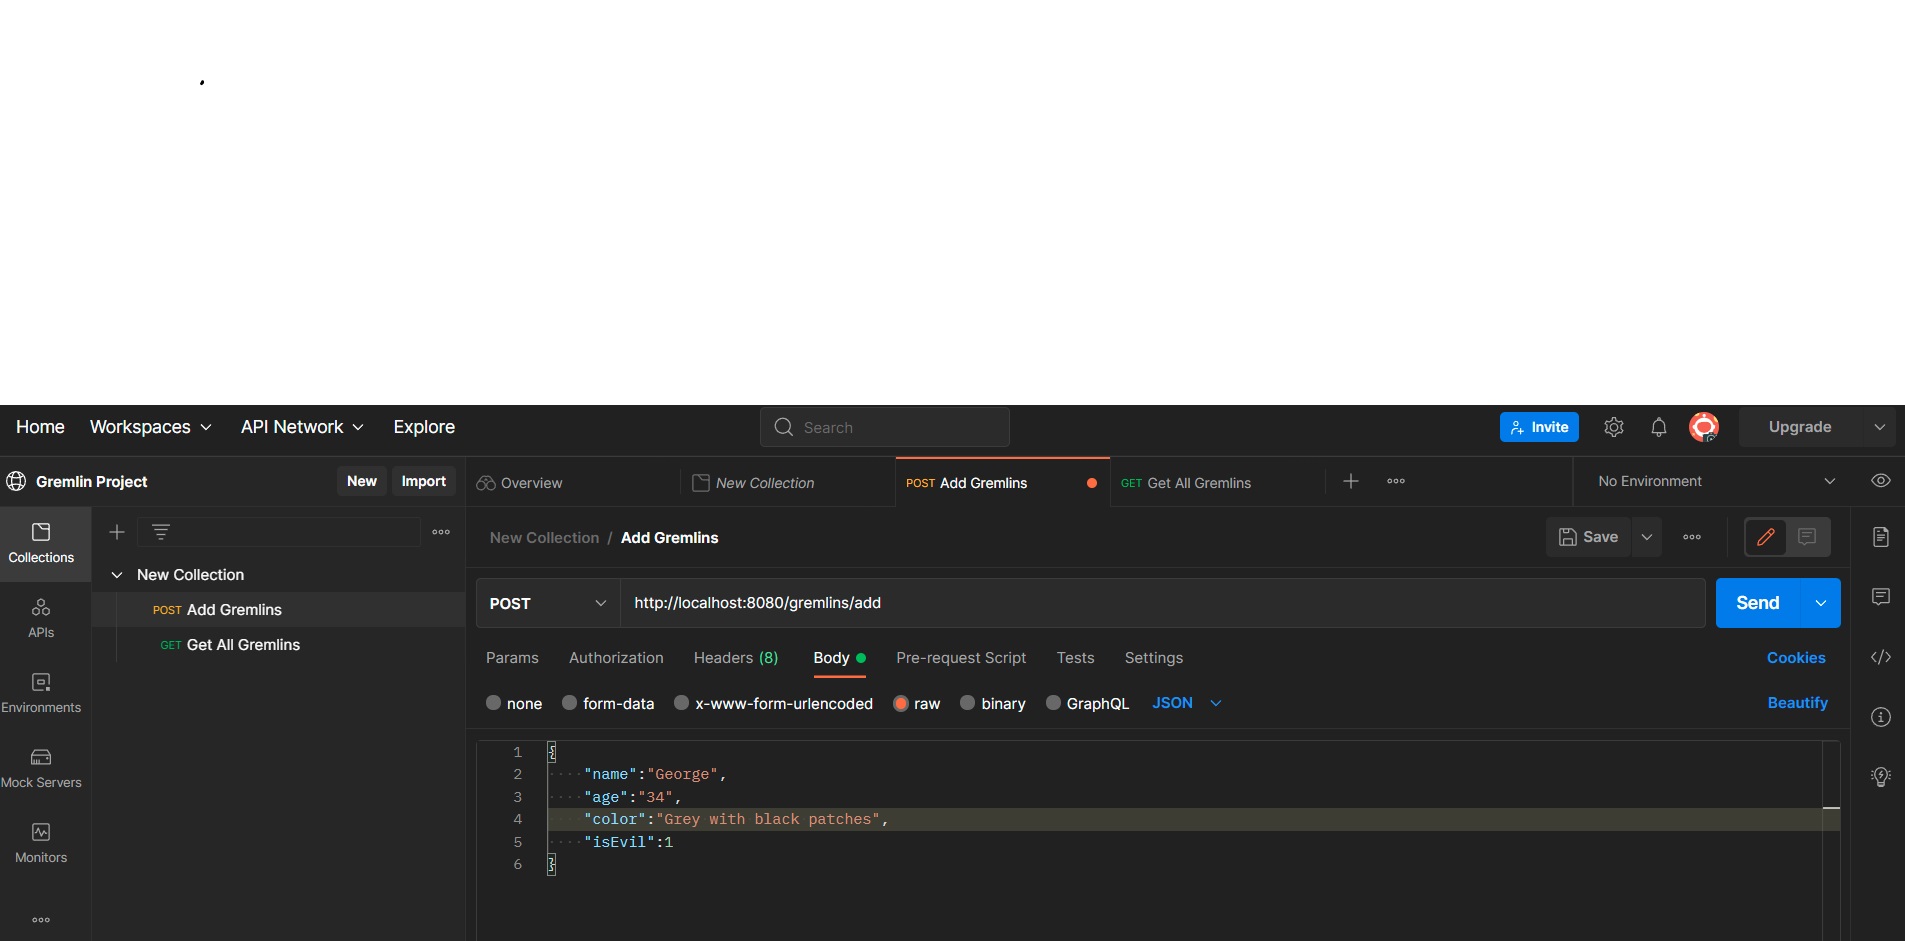 Home Workspaces API Network Explore Search Invite Upgrade
Gremlin Project New Import Overview New Collection POST Add Gremlins GET Get All Gremlins No Environment
Collections
New Collection / Add Gremlins Save
New Collection
POST Add Gremlins
GET Get All Gremlins
APIs
Environments
Mock Servers
Monitors
POST http://localhost:8080/gremlins/add Send
Params Authorization Headers (8) Body Pre-request Script Tests Settings Cookies
none form-data x-www-form-urlencoded raw binary GraphQL JSON Beautify
1 {
2 "name":"George",
3 "age":"34",
4 "color":"Grey with black patches",
5 "isEvil":1
6 }